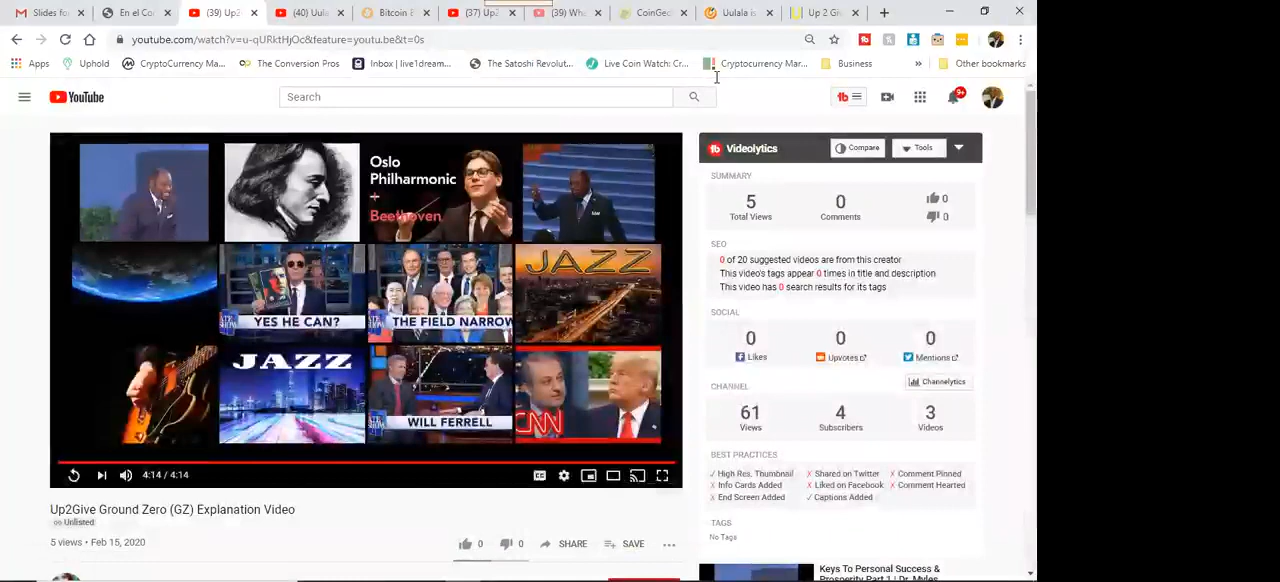 Slides for
En el Co
(39) Up2
(40) Uula
Bitcoin E
(37) Up
(39) Wha
CoinGec
Uulala is
Up 2 Giv
youtube.com/watch?v=u-qURktHjOc&feature=youtu.be&t=0s
Apps
Uphold
CryptoCurrency Ma...
The Conversion Pros
Inbox | live1dream...
The Satoshi Revolut...
Live Coin Watch: Cr...
Cryptocurrency Mar...
Business
»
Other bookmarks
YouTube
Search
9+
Oslo
Philharmonic
+
Beethoven
JAZZ
YES HE CAN?
THE FIELD NARROW
JAZZ
WILL FERRELL
CNN
4:14 / 4:14
Up2Give Ground Zero (GZ) Explanation Video
Unlisted
5 views • Feb 15, 2020
0
0
SHARE
SAVE
...
Videolytics
Compare
Tools
SUMMARY
5
Total Views
0
Comments
0
0
SEO
0 of 20 suggested videos are from this creator
This video's tags appear 0 times in title and description
This video has 0 search results for its tags
SOCIAL
0
Likes
0
Upvotes
0
Mentions
CHANNEL
Channelytics
61
Views
4
Subscribers
3
Videos
BEST PRACTICES
✓ High Res. Thumbnail
X Shared on Twitter
X Comment Pinned
X Info Cards Added
X Liked on Facebook
X Comment Hearted
X End Screen Added
✓ Captions Added
TAGS
No Tags
Keys To Personal Success &
Prosperity Part 1 | Dr. Myles